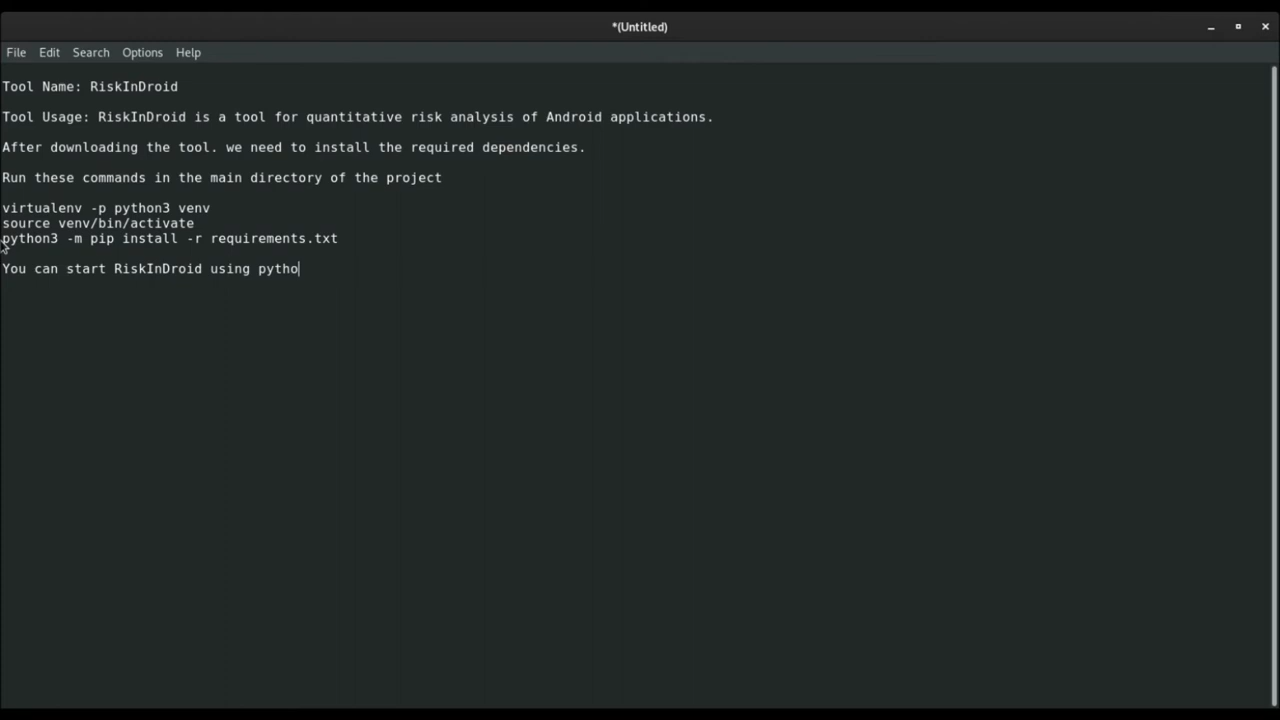 *(Untitled)
File Edit Search Options Help
Tool Name: RiskInDroid
Tool Usage: RiskInDroid is a tool for quantitative risk analysis of Android applications.
After downloading the tool. we need to install the required dependencies.
Run these commands in the main directory of the project
virtualenv -p python3 venv
source venv/bin/activate
python3 -m pip install -r requirements.txt
You can start RiskInDroid using pytho